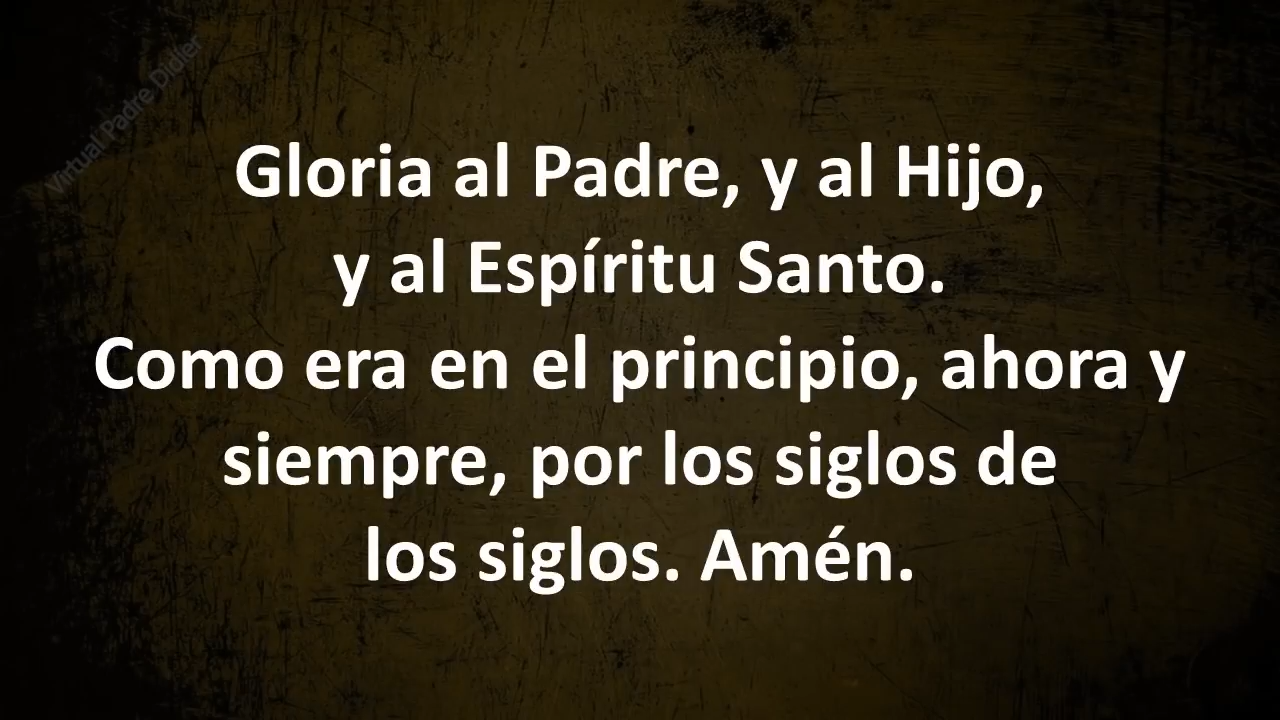 Virtual Padre Didier
Gloria al Padre, y al Hijo,
y al Espíritu Santo.
Como era en el principio, ahora y
siempre, por los siglos de
los siglos. Amén.